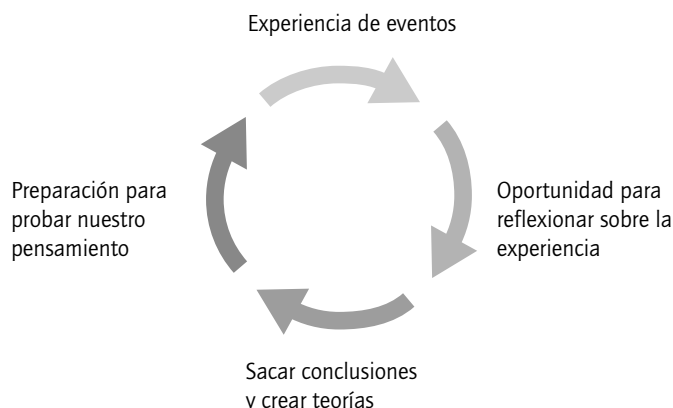 Experiencia de eventos
Oportunidad para
reflexionar sobre la
experiencia
Sacar conclusiones
y crear teorías
Preparación para
probar nuestro
pensamiento